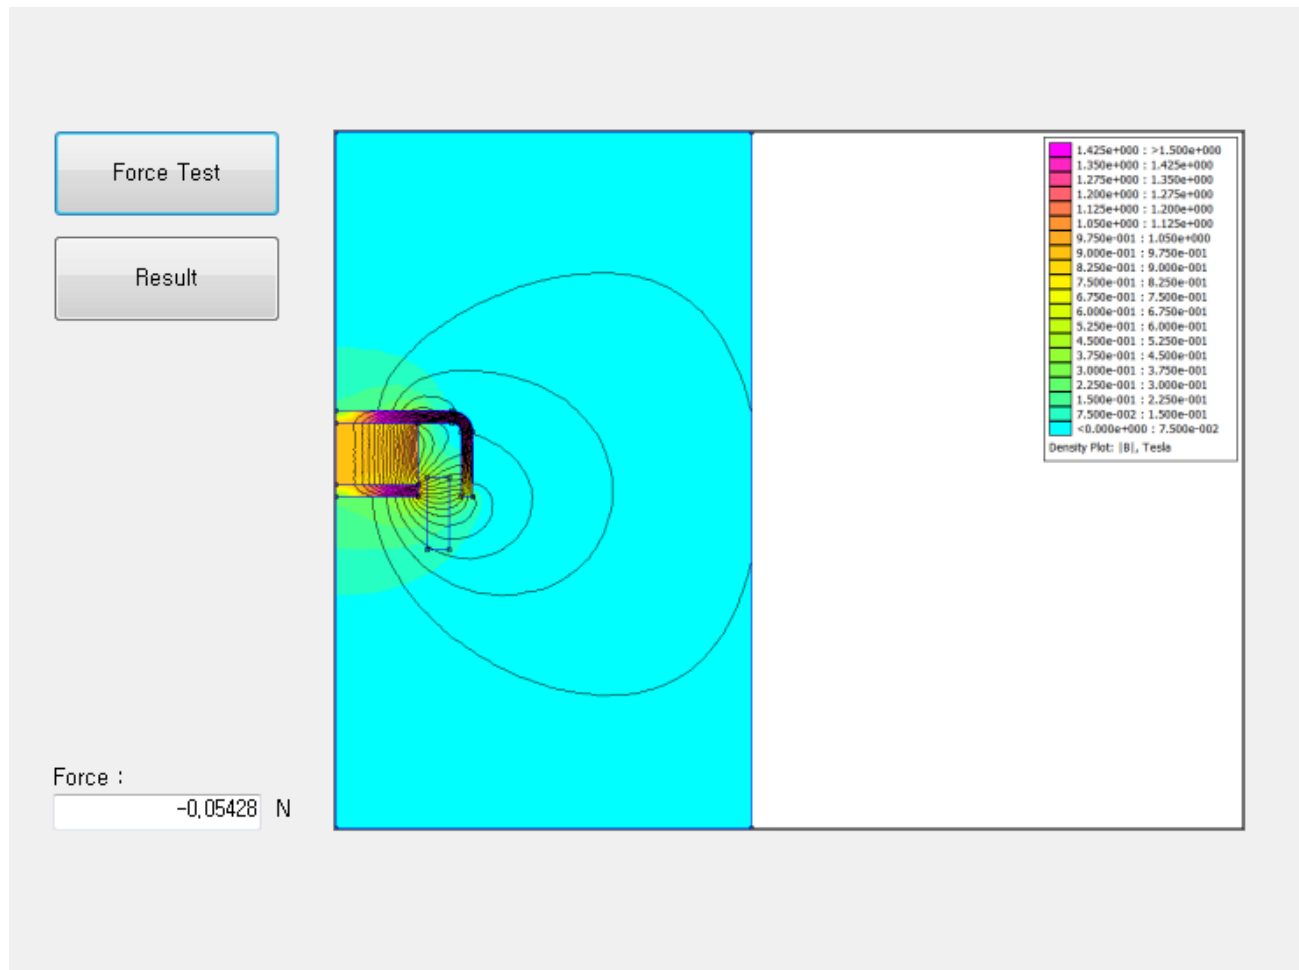 Force Test
Result
1.425e+000 : >1.500e+000
1.350e+000 : 1.425e+000
1.275e+000 : 1.350e+000
1.200e+000 : 1.275e+000
1.125e+000 : 1.200e+000
1.050e+000 : 1.125e+000
9.750e-001 : 1.050e+000
9.000e-001 : 9.750e-001
8.250e-001 : 9.000e-001
7.500e-001 : 8.250e-001
6.750e-001 : 7.500e-001
6.000e-001 : 6.750e-001
5.250e-001 : 6.000e-001
4.500e-001 : 5.250e-001
3.750e-001 : 4.500e-001
3.000e-001 : 3.750e-001
2.250e-001 : 3.000e-001
1.500e-001 : 2.250e-001
7.500e-002 : 1.500e-001
<0.000e+000 : 7.500e-002
Density Plot: |B|, Tesla
Force :
-0,05428 N